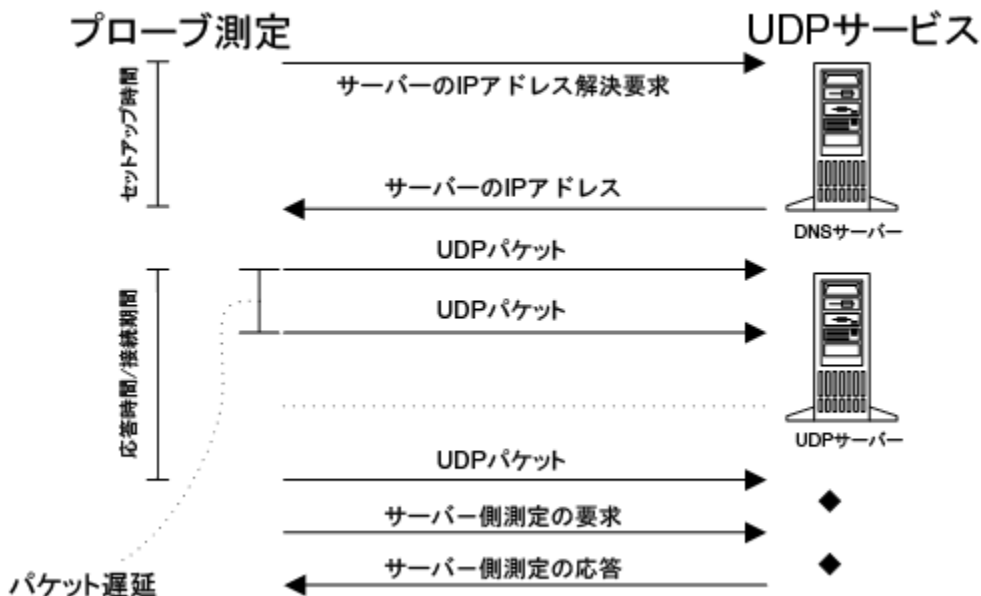 プローブ測定
UDPサービス
サーバーのIPアドレス解決要求
セットアップ時間
サーバーのIPアドレス
DNSサーバー
UDPパケット
UDPパケット
応答時間/接続期間
UDPサーバー
UDPパケット
サーバー側測定の要求
サーバー側測定の応答
パケット遅延